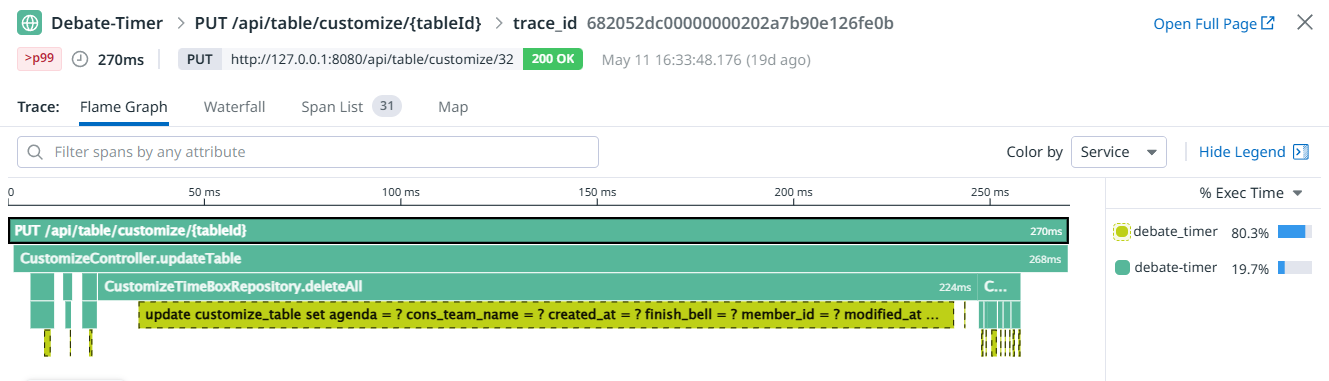 Debate-Timer > PUT /api/table/customize/{tableId} > trace_id 682052dc00000000202a7b90e126fe0b
Open Full Page
>p99 270ms PUT http://127.0.0.1:8080/api/table/customize/32 200 OK May 11 16:33:48.176 (19d ago)
Trace: Flame Graph Waterfall Span List 31 Map
Filter spans by any attribute
Color by Service Hide Legend
0 50 ms 100 ms 150 ms 200 ms 250 ms
% Exec Time
PUT /api/table/customize/{tableId} 270ms
debate_timer 80.3%
CustomizeController.updateTable 268ms
debate-timer 19.7%
CustomizeTimeBoxRepository.deleteAll 224ms C...
update customize_table set agenda = ? cons_team_name = ? created_at = ? finish_bell = ? member_id = ? modified_at ...